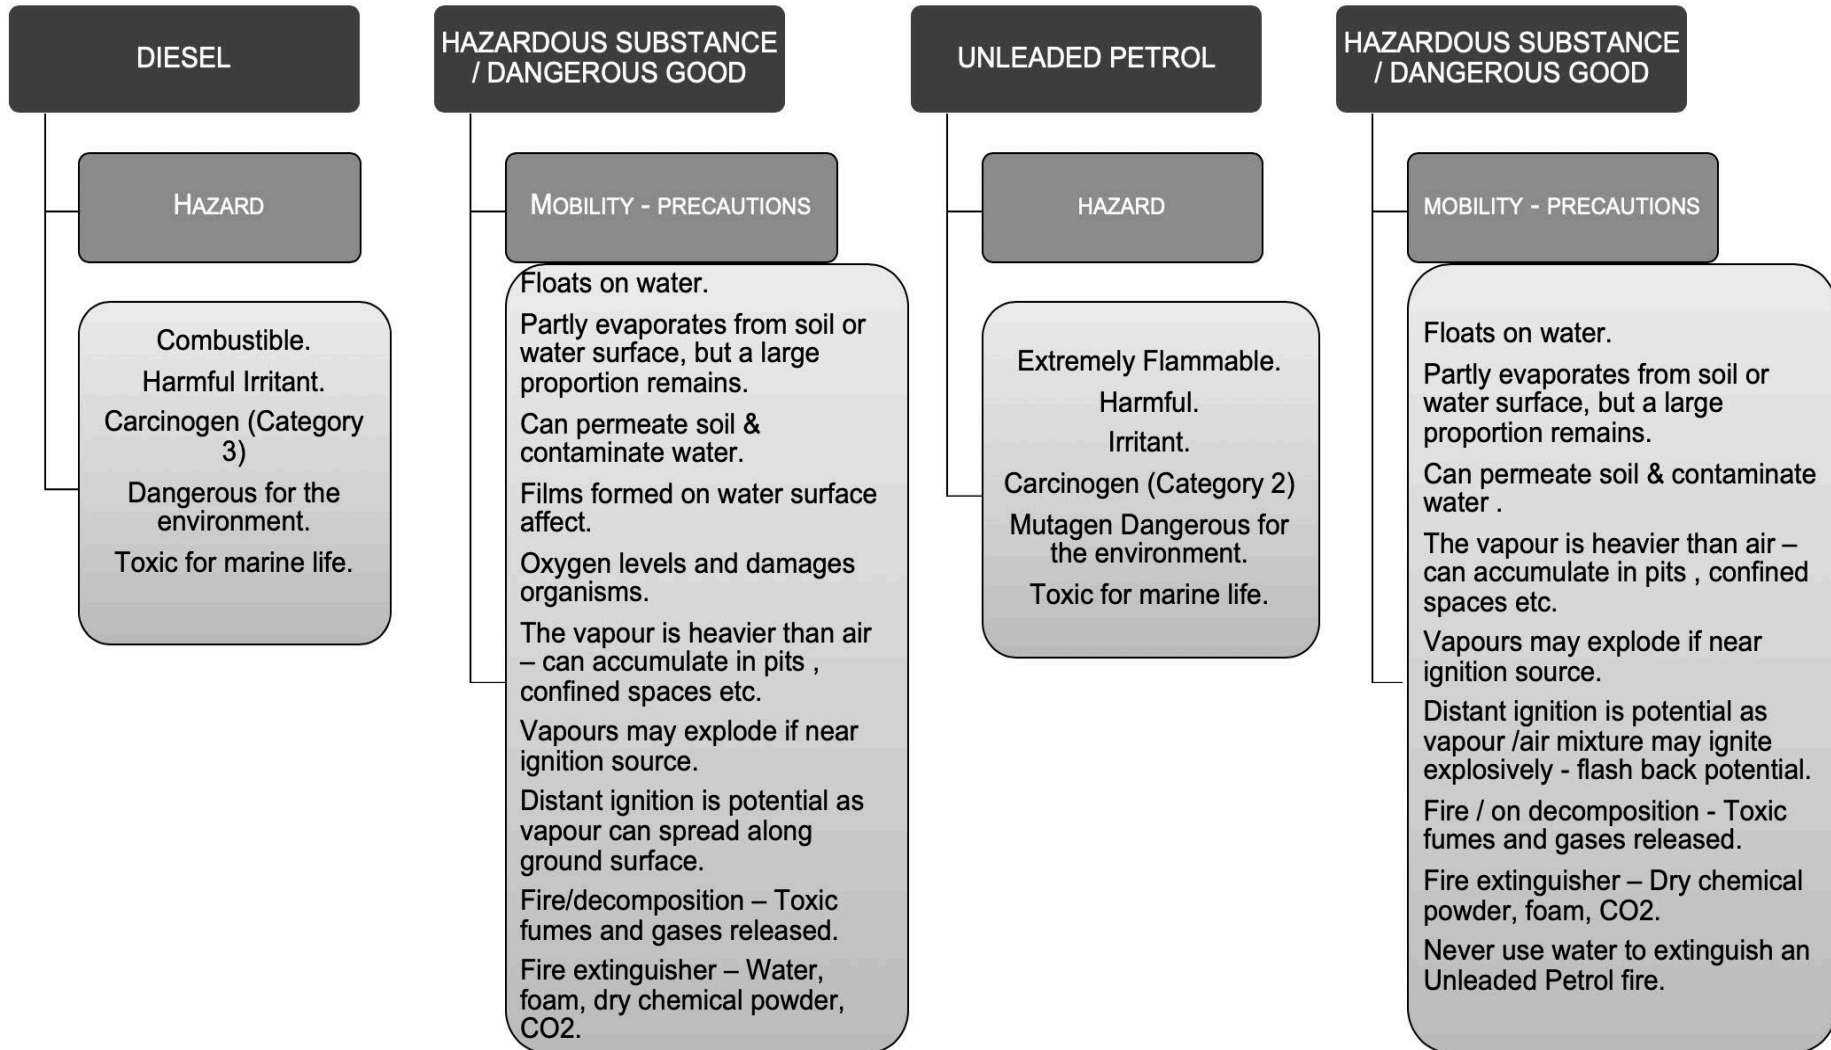 DIESEL
HAZARD
Combustible.
Harmful Irritant.
Carcinogen (Category
3)
Dangerous for the
environment.
Toxic for marine life.
HAZARDOUS SUBSTANCE
/ DANGEROUS GOOD
MOBILITY - PRECAUTIONS
Floats on water.
Partly evaporates from soil or
water surface, but a large
proportion remains.
Can permeate soil &
contaminate water.
Films formed on water surface
affect.
Oxygen levels and damages
organisms.
The vapour is heavier than air
– can accumulate in pits ,
confined spaces etc.
Vapours may explode if near
ignition source.
Distant ignition is potential as
vapour can spread along
ground surface.
Fire/decomposition – Toxic
fumes and gases released.
Fire extinguisher – Water,
foam, dry chemical powder,
CO2.
UNLEADED PETROL
HAZARD
Extremely Flammable.
Harmful.
Irritant.
Carcinogen (Category 2)
Mutagen Dangerous for
the environment.
Toxic for marine life.
HAZARDOUS SUBSTANCE
/ DANGEROUS GOOD
MOBILITY - PRECAUTIONS
Floats on water.
Partly evaporates from soil or
water surface, but a large
proportion remains.
Can permeate soil & contaminate
water .
The vapour is heavier than air –
can accumulate in pits , confined
spaces etc.
Vapours may explode if near
ignition source.
Distant ignition is potential as
vapour /air mixture may ignite
explosively - flash back potential.
Fire / on decomposition - Toxic
fumes and gases released.
Fire extinguisher – Dry chemical
powder, foam, CO2.
Never use water to extinguish an
Unleaded Petrol fire.